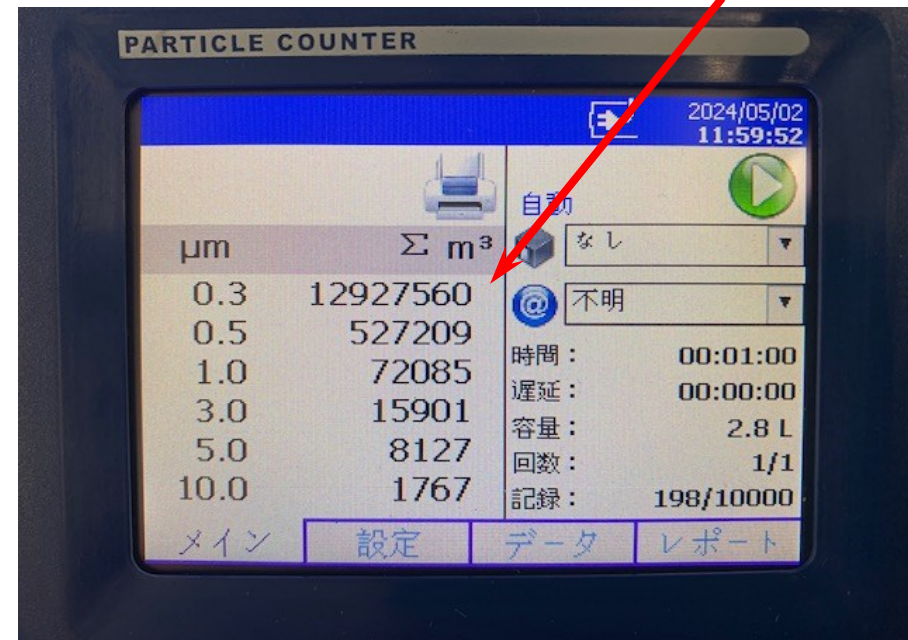 PARTICLE COUNTER
2024/05/02
11:59:52
自動
μm Σ m³
なし
0.3 12927560
不明
0.5 527209
1.0 72085
3.0 15901
5.0 8127
10.0 1767
時間： 00:01:00
遅延： 00:00:00
容量： 2.8 L
回数： 1/1
記録： 198/10000
メイン 設定 データ レポート